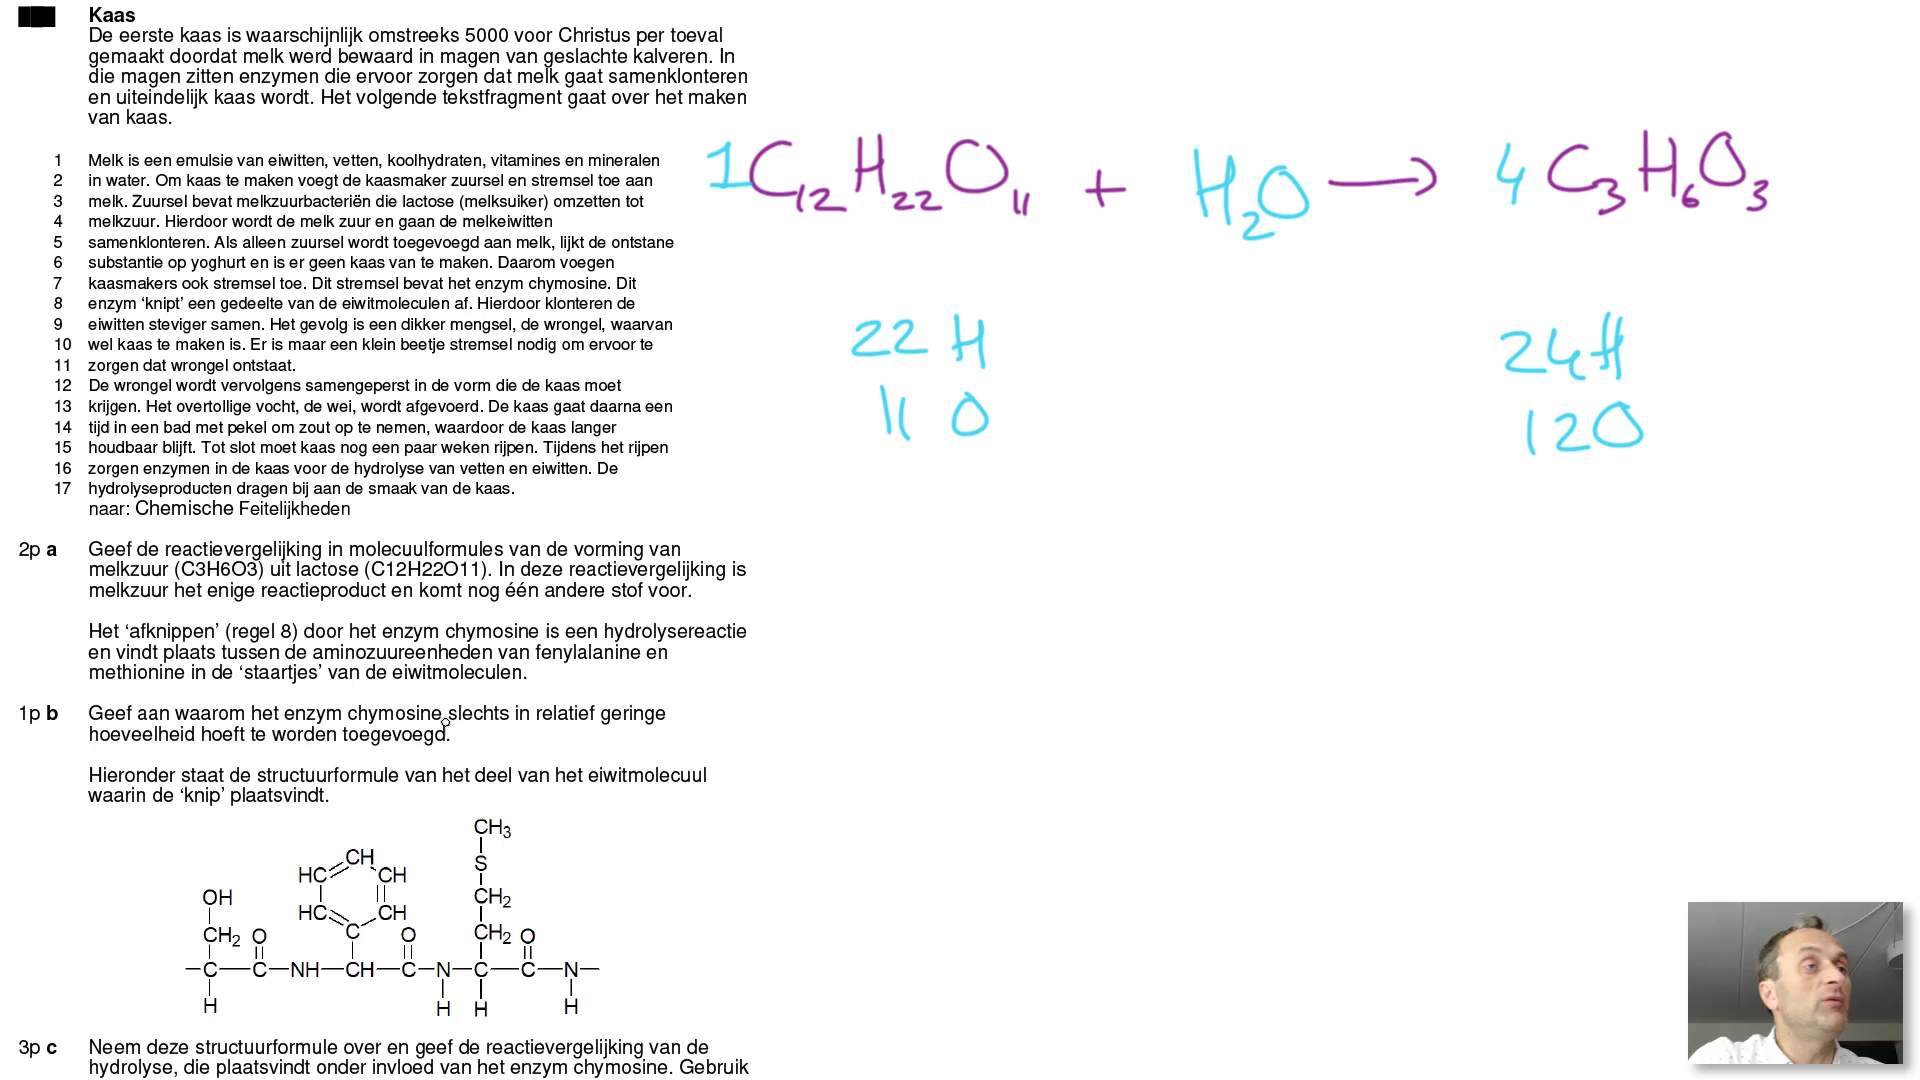 Kaas
De eerste kaas is waarschijnlijk omstreeks 5000 voor Christus per toeval
gemaakt doordat melk werd bewaard in magen van geslachte kalveren. In
die magen zitten enzymen die ervoor zorgen dat melk gaat samenklonteren
en uiteindelijk kaas wordt. Het volgende tekstfragment gaat over het maken
van kaas.
1 Melk is een emulsie van eiwitten, vetten, koolhydraten, vitamines en mineralen
2 in water. Om kaas te maken voegt de kaasmaker zuursel en stremsel toe aan
3 melk. Zuursel bevat melkzuurbacteriën die lactose (melksuiker) omzetten tot
4 melkzuur. Hierdoor wordt de melk zuur en gaan de melkeiwitten
5 samenklonteren. Als alleen zuursel wordt toegevoegd aan melk, lijkt de ontstane
6 substantie op yoghurt en is er geen kaas van te maken. Daarom voegen
7 kaasmakers ook stremsel toe. Dit stremsel bevat het enzym chymosine. Dit
8 enzym ‘knipt’ een gedeelte van de eiwitmoleculen af. Hierdoor klonteren de
9 eiwitten steviger samen. Het gevolg is een dikker mengsel, de wrongel, waarvan
10 wel kaas te maken is. Er is maar een klein beetje stremsel nodig om ervoor te
11 zorgen dat wrongel ontstaat.
12 De wrongel wordt vervolgens samengeperst in de vorm die de kaas moet
13 krijgen. Het overtollige vocht, de wei, wordt afgevoerd. De kaas gaat daarna een
14 tijd in een bad met pekel om zout op te nemen, waardoor de kaas langer
15 houdbaar blijft. Tot slot moet kaas nog een paar weken rijpen. Tijdens het rijpen
16 zorgen enzymen in de kaas voor de hydrolyse van vetten en eiwitten. De
17 hydrolyseproducten dragen bij aan de smaak van de kaas.
naar: Chemische Feitelijkheden
2p a Geef de reactievergelijking in molecuulformules van de vorming van
melkzuur (C3H6O3) uit lactose (C12H22O11). In deze reactievergelijking is
melkzuur het enige reactieproduct en komt nog één andere stof voor.
Het ‘afknippen’ (regel 8) door het enzym chymosine is een hydrolysereactie
en vindt plaats tussen de aminozuureenheden van fenylalanine en
methionine in de ‘staartjes’ van de eiwitmoleculen.
1p b Geef aan waarom het enzym chymosine slechts in relatief geringe
hoeveelheid hoeft te worden toegevoegd.
Hieronder staat de structuurformule van het deel van het eiwitmolecuul
waarin de ‘knip’ plaatsvindt.
CH3
CH S
HC CH
OH CH2
HC CH
CH2 O C O CH2 O
C C NH CH C N C C N
H H H H
3p c Neem deze structuurformule over en geef de reactievergelijking van de
hydrolyse, die plaatsvindt onder invloed van het enzym chymosine. Gebruik
1 C12H22O11 + H2O → 4 C3H6O3
22 H 24 H
11 O 12 O